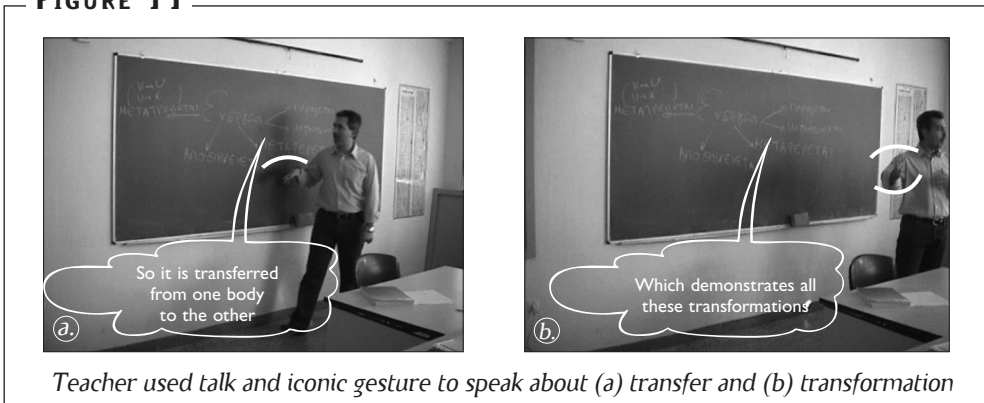 FIGURE 11
ΜΕΤΑΤΡΕΠΕΤΑΙ
ΕΝΕΡΓΕΙΑ
So it is transferred
from one body
to the other
a.
Which demonstrates all
these transformations
b.
Teacher used talk and iconic gesture to speak about (a) transfer and (b) transformation